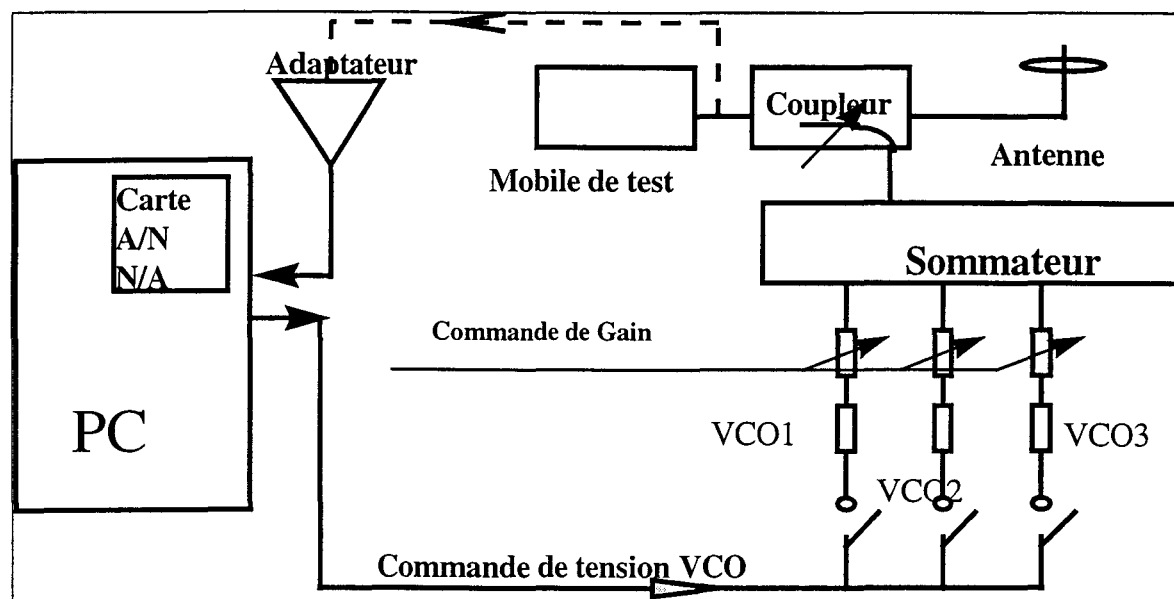 Adaptateur
Coupleur
Antenne
Mobile de test
Carte
A/N
N/A
Sommateur
Commande de Gain
PC
VCO1
VCO3
VCO2
Commande de tension VCO